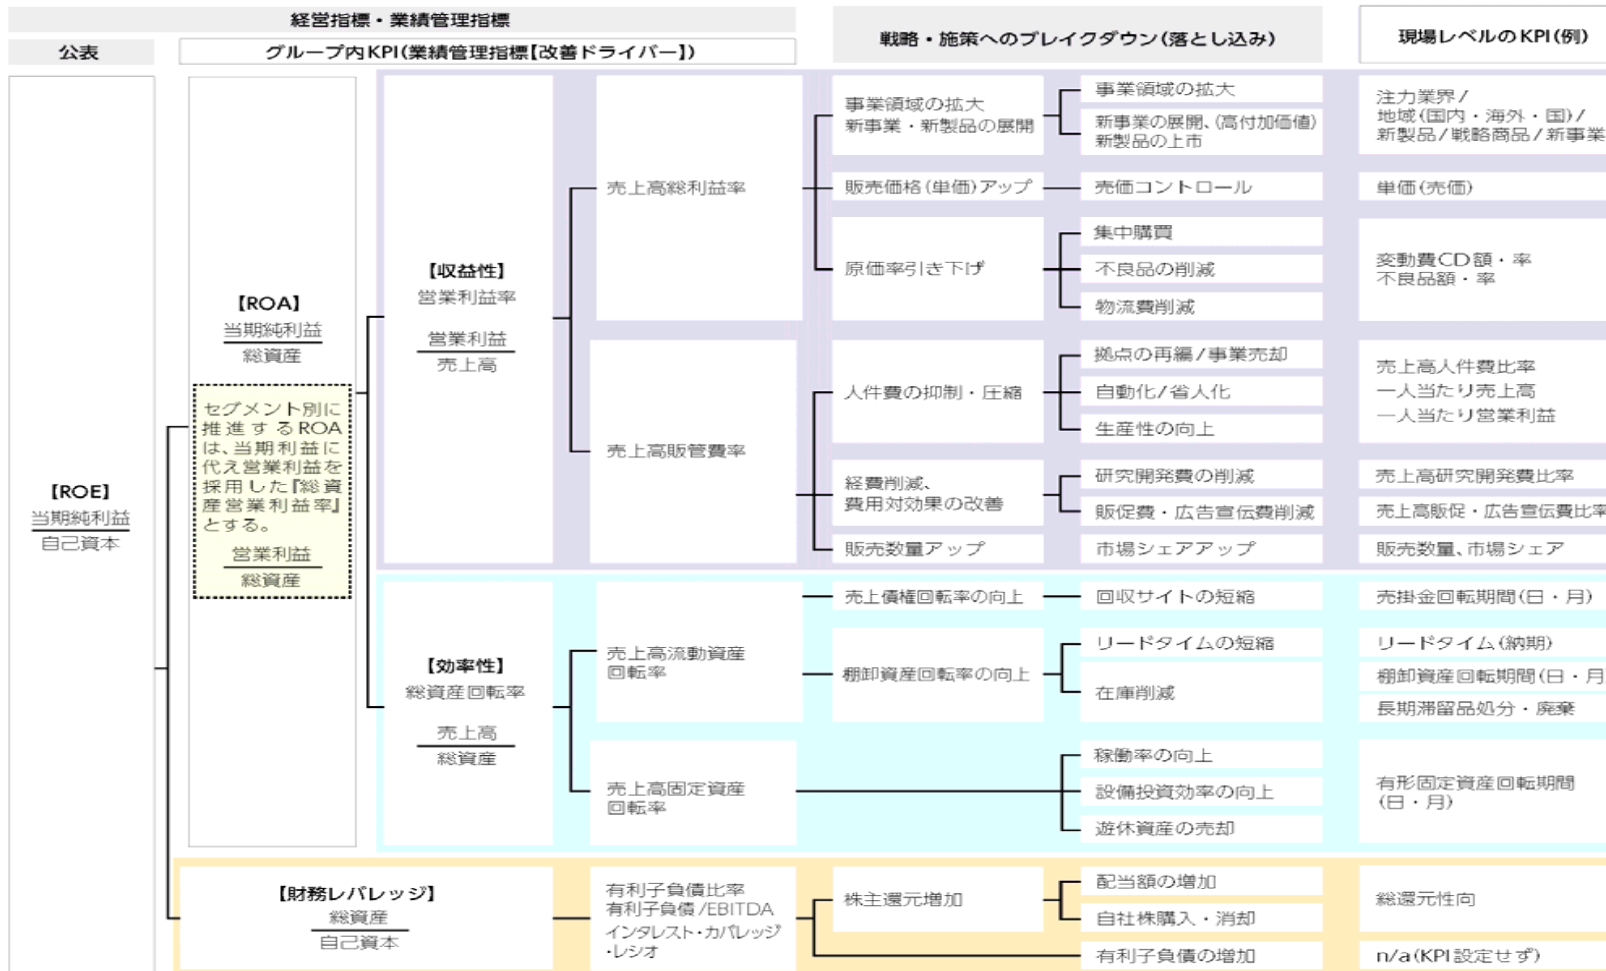 経営指標・業績管理指標
公表
グループ内KPI(業績管理指標【改善ドライバー】)
戦略・施策へのブレイクダウン(落とし込み)
現場レベルのKPI(例)
【ROE】
当期純利益
自己資本
【ROA】
当期純利益
総資産
セグメント別に
推進するROA
は、当期利益に
代え営業利益を
採用した『総資
産営業利益率』
とする。
営業利益
総資産
【収益性】
営業利益率
営業利益
売上高
売上高総利益率
事業領域の拡大
新事業・新製品の展開
事業領域の拡大
新事業の展開、(高付加価値)
新製品の上市
注力業界/
地域(国内・海外・国)/
新製品/戦略商品/新事業
販売価格(単価)アップ
売価コントロール
単価(売価)
原価率引き下げ
集中購買
不良品の削減
物流費削減
変動費CD額・率
不良品額・率
売上高販管費率
人件費の抑制・圧縮
拠点の再編/事業売却
自動化/省人化
生産性の向上
売上高人件費比率
一人当たり売上高
一人当たり営業利益
経費削減、
費用対効果の改善
研究開発費の削減
売上高研究開発費比率
販促費・広告宣伝費削減
売上高販促・広告宣伝費比率
販売数量アップ
市場シェアアップ
販売数量、市場シェア
【効率性】
総資産回転率
売上高
総資産
売上高流動資産
回転率
売上債権回転率の向上
回収サイトの短縮
売掛金回転期間(日・月)
棚卸資産回転率の向上
リードタイムの短縮
リードタイム(納期)
在庫削減
棚卸資産回転期間(日・月
長期滞留品処分・廃棄
売上高固定資産
回転率
稼働率の向上
設備投資効率の向上
遊休資産の売却
有形固定資産回転期間
(日・月)
【財務レバレッジ】
総資産
自己資本
有利子負債比率
有利子負債/EBITDA
インタレスト・カバレッジ
・レシオ
株主還元増加
配当額の増加
自社株購入・消却
総還元性向
有利子負債の増加
n/a(KPI設定せず)